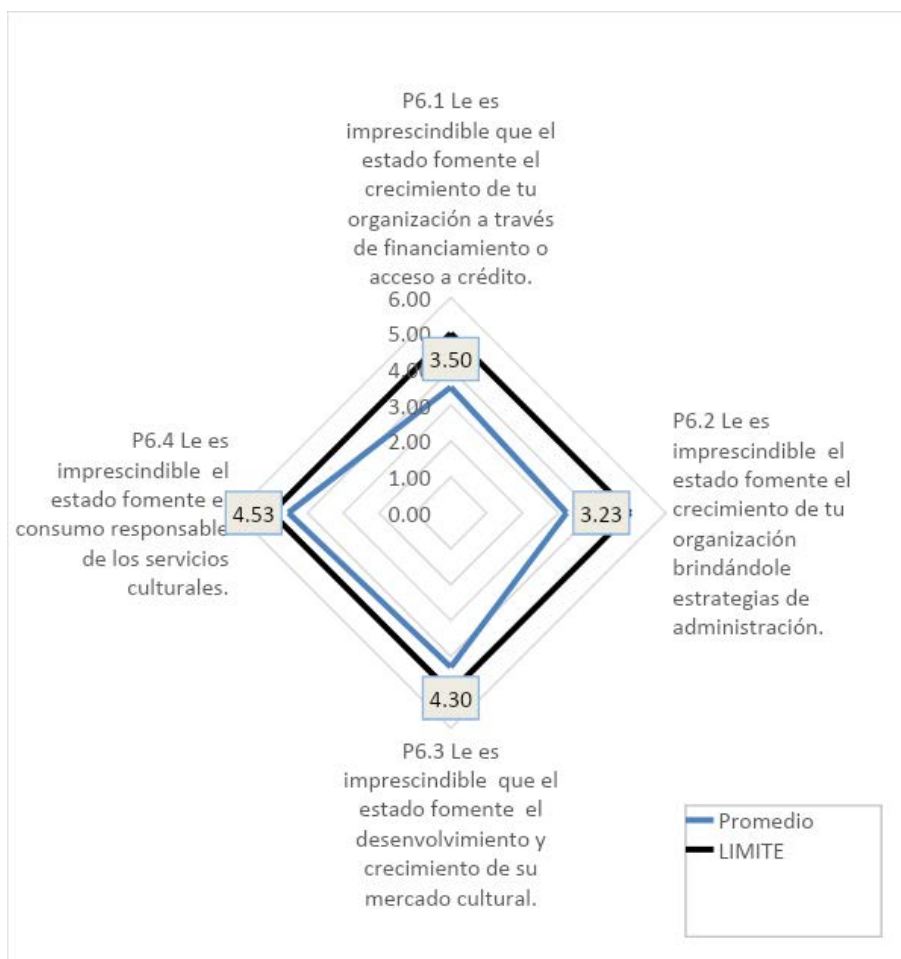 P6.1 Le es
imprescindible que el
estado fomente el
crecimiento de tu
organización a través
de financiamiento o
acceso a crédito.
6.00
5.00
4.00
3.00
2.00
1.00
0.00
3.50
P6.2 Le es
imprescindible el
estado fomente el
crecimiento de tu
organización
brindándole
estrategias de
administración.
3.23
P6.4 Le es
imprescindible el
estado fomente e
consumo responsable
de los servicios
culturales.
4.53
4.30
P6.3 Le es
imprescindible que el
estado fomente el
desenvolvimiento y
crecimiento de su
mercado cultural.
Promedio
LIMITE